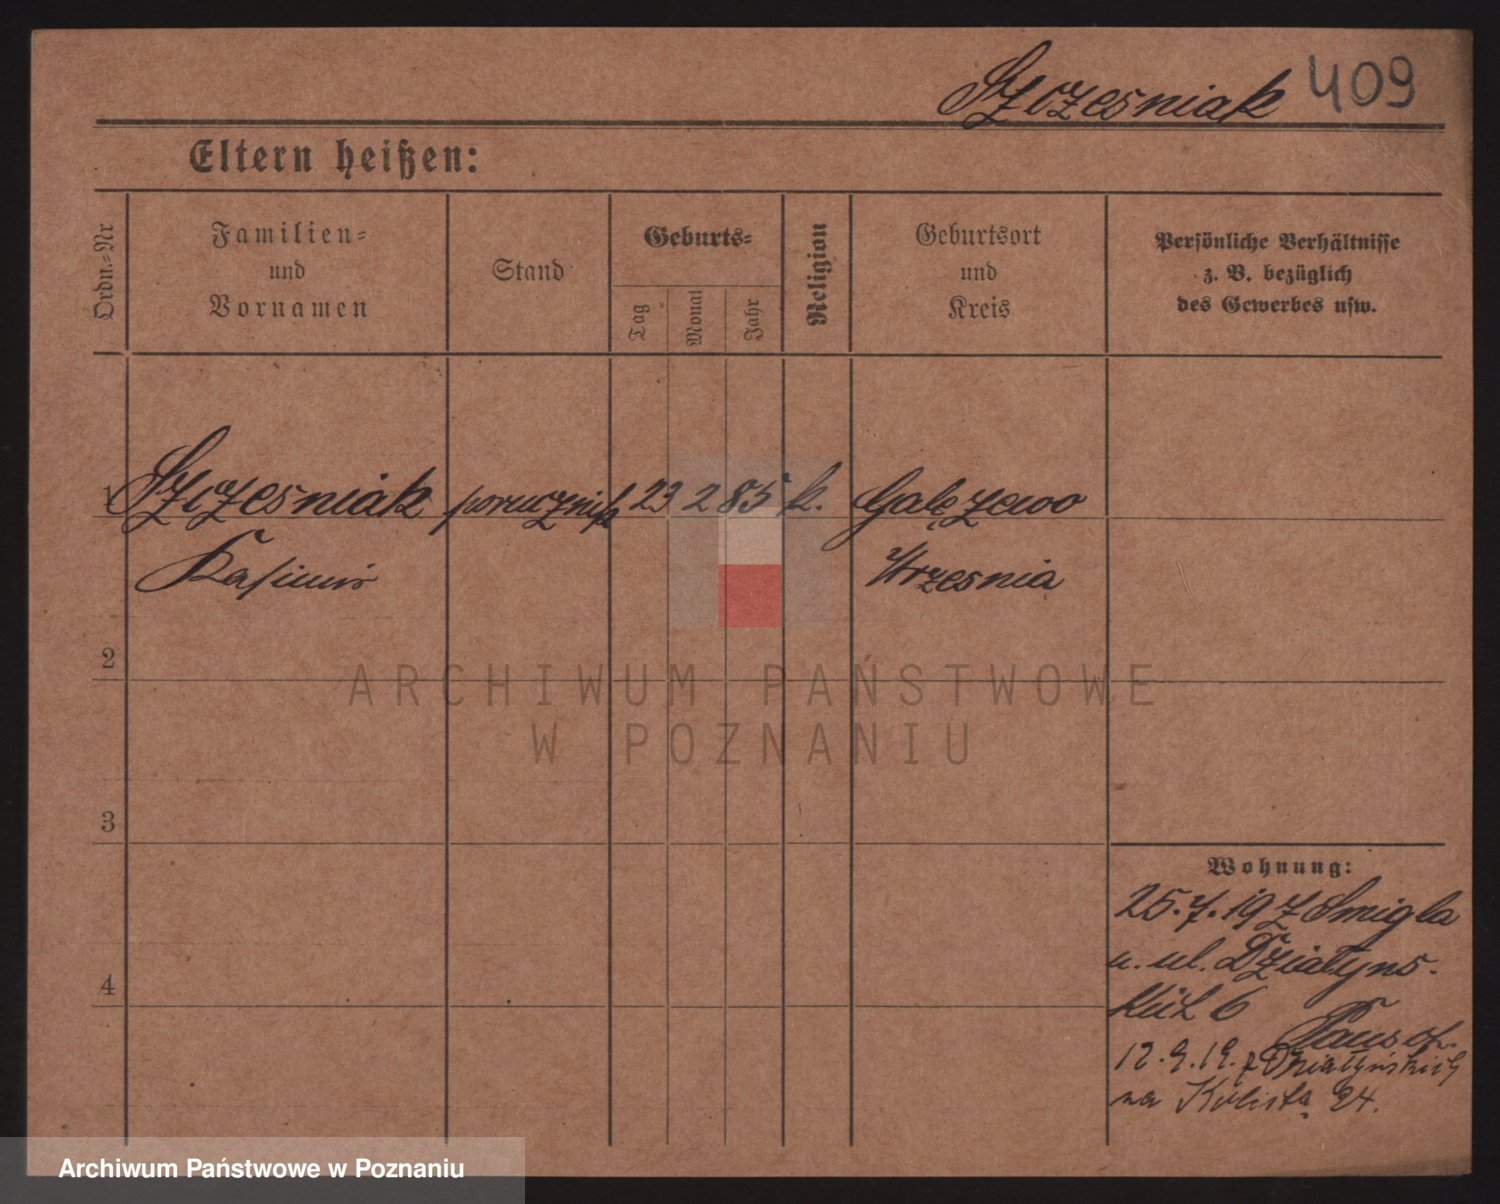 Szczesniak 409
Eltern heißen:
Ordn.-Nr
Familien-
und
Vornamen
Stand
Geburts-
Tag
Monat
Jahr
Religion
Geburtsort
und
Kreis
Persönliche Verhältnisse
z. B. bezüglich
des Gewerbes usw.
1 Szczesniak porucznik 23 2 85 k. Gałęzewo
Kasimir Wrzesnia
2
ARCHIWUM PAŃSTWOWE
W POZNANIU
3
Wohnung:
25.7.19 z Smigla
u. ul. Działyns-
4
kich 6
12.9.19. z Działyńskich
na Kolista 24.
Archiwum Państwowe w Poznaniu